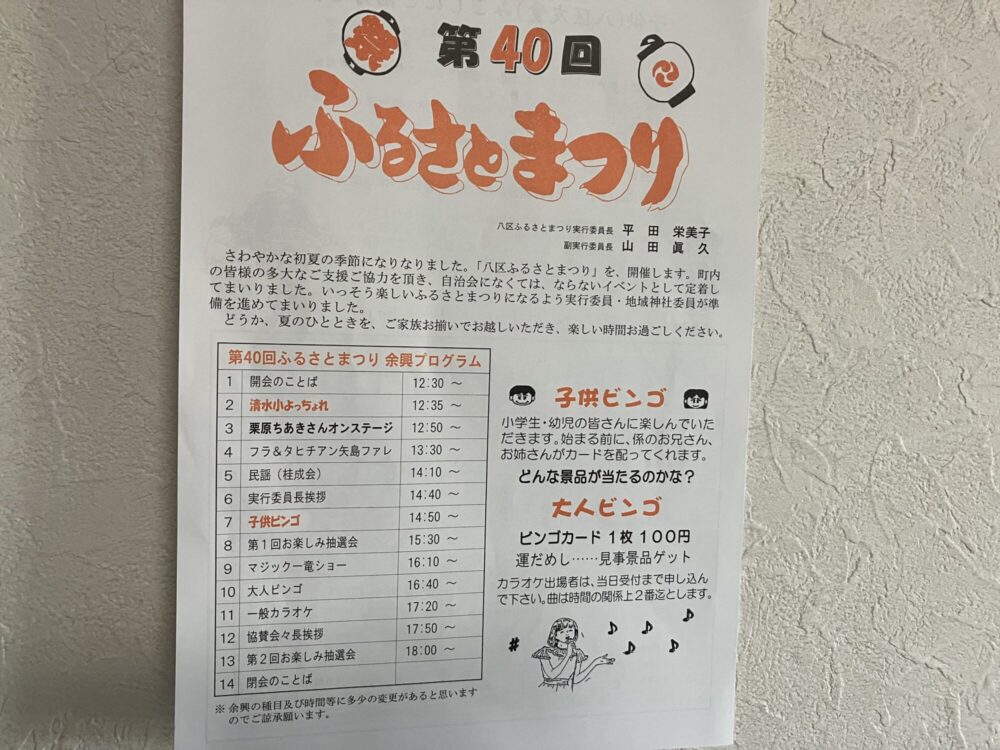 祭
第40回
ふるさとまつり
八区ふるさとまつり実行委員長 平田 栄美子
副実行委員長 山田 眞久
さわやかな初夏の季節になりなりました。「八区ふるさとまつり」を、開催します。町内
の皆様の多大なご支援ご協力を頂き、自治会になくては、ならないイベントとして定着し
てまいりました。いっそう楽しいふるさとまつりになるよう実行委員・地域神社委員が準
備を進めてまいりました。
どうか、夏のひとときを、ご家族お揃いでお越しいただき、楽しい時間お過ごしください。
第40回ふるさとまつり 余興プログラム
1 開会のことば 12:30 ～
2 清水小よっちょれ 12:35 ～
3 栗原ちあきさんオンステージ 12:50 ～
4 フラ＆タヒチアン矢島ファレ 13:30 ～
5 民謡（桂成会） 14:10 ～
6 実行委員長挨拶 14:40 ～
7 子供ビンゴ 14:50 ～
8 第１回お楽しみ抽選会 15:30 ～
9 マジック一竜ショー 16:10 ～
10 大人ビンゴ 16:40 ～
11 一般カラオケ 17:20 ～
12 協賛会々長挨拶 17:50 ～
13 第２回お楽しみ抽選会 18:00 ～
14 閉会のことば
※ 余興の種目及び時間等に多少の変更があると思います
のでご諒承願います。
子供ビンゴ
小学生・幼児の皆さんに楽しんでいた
だきます。始まる前に、係のお兄さん、
お姉さんがカードを配ってくれます。
どんな景品が当たるのかな？
大人ビンゴ
ビンゴカード１枚１００円
運だめし……見事景品ゲット
カラオケ出場者は、当日受付まで申し込ん
で下さい。曲は時間の関係上２番迄とします。